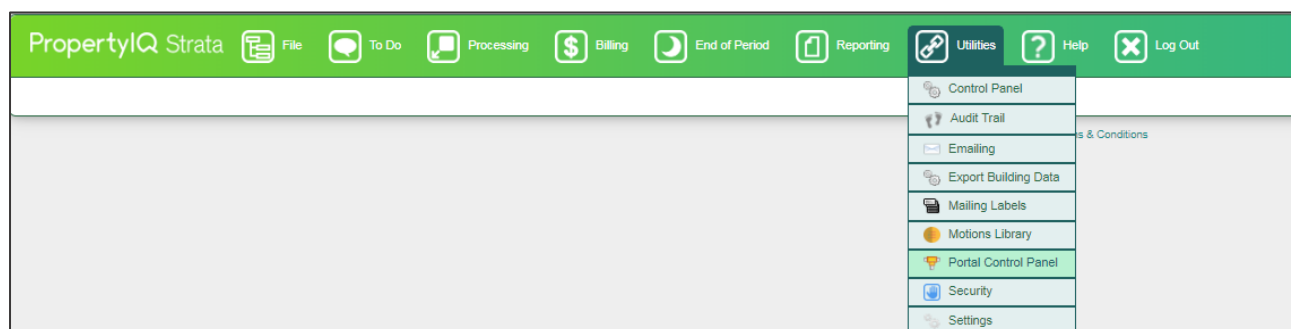 PropertyIQ Strata File To Do Processing Billing End of Period Reporting Utilities Help Log Out
Control Panel
Audit Trail
& Conditions
Emailing
Export Building Data
Mailing Labels
Motions Library
Portal Control Panel
Security
Settings